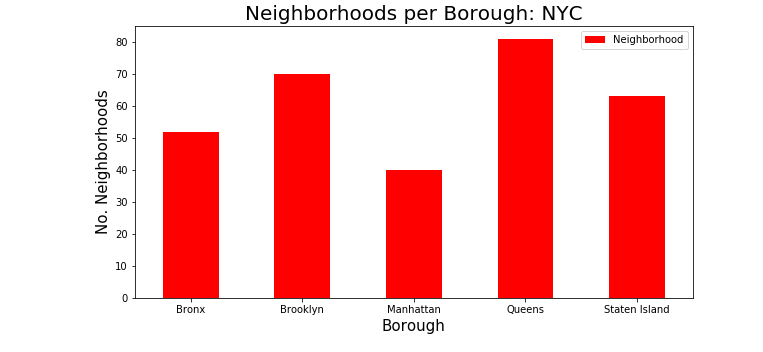 Neighborhoods per Borough: NYC
Neighborhood
80
70
60
50
40
30
20
10
0
No. Neighborhoods
Bronx Brooklyn Manhattan Queens Staten Island
Borough